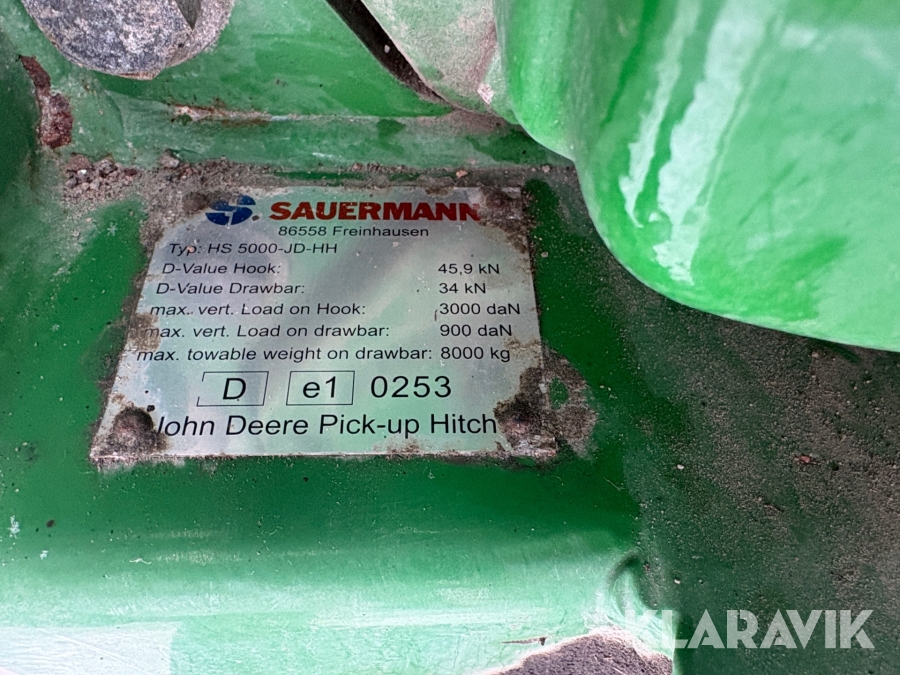 SAUERMANN
86558 Freinhausen
Typ: HS 5000-JD-HH
D-Value Hook: 45,9 kN
D-Value Drawbar: 34 kN
max. vert. Load on Hook: 3000 daN
max. vert. Load on drawbar: 900 daN
max. towable weight on drawbar: 8000 kg
D e1 0253
John Deere Pick-up Hitch
KLARAVIK